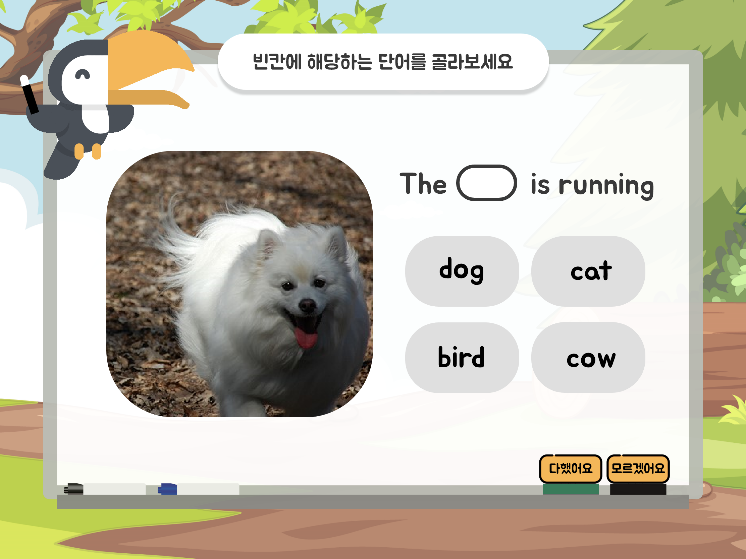 빈칸에 해당하는 단어를 골라보세요
The is running
dog
cat
bird
cow
다했어요
모르겠어요